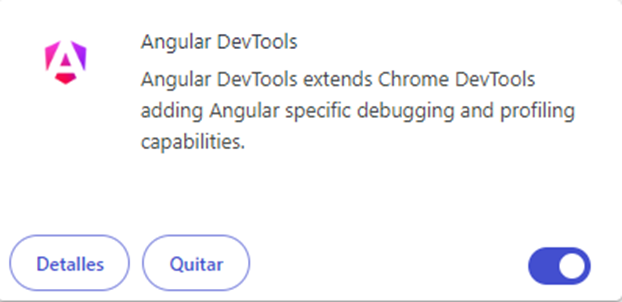 Angular DevTools
Angular DevTools extends Chrome DevTools
adding Angular specific debugging and profiling
capabilities.
Detalles
Quitar